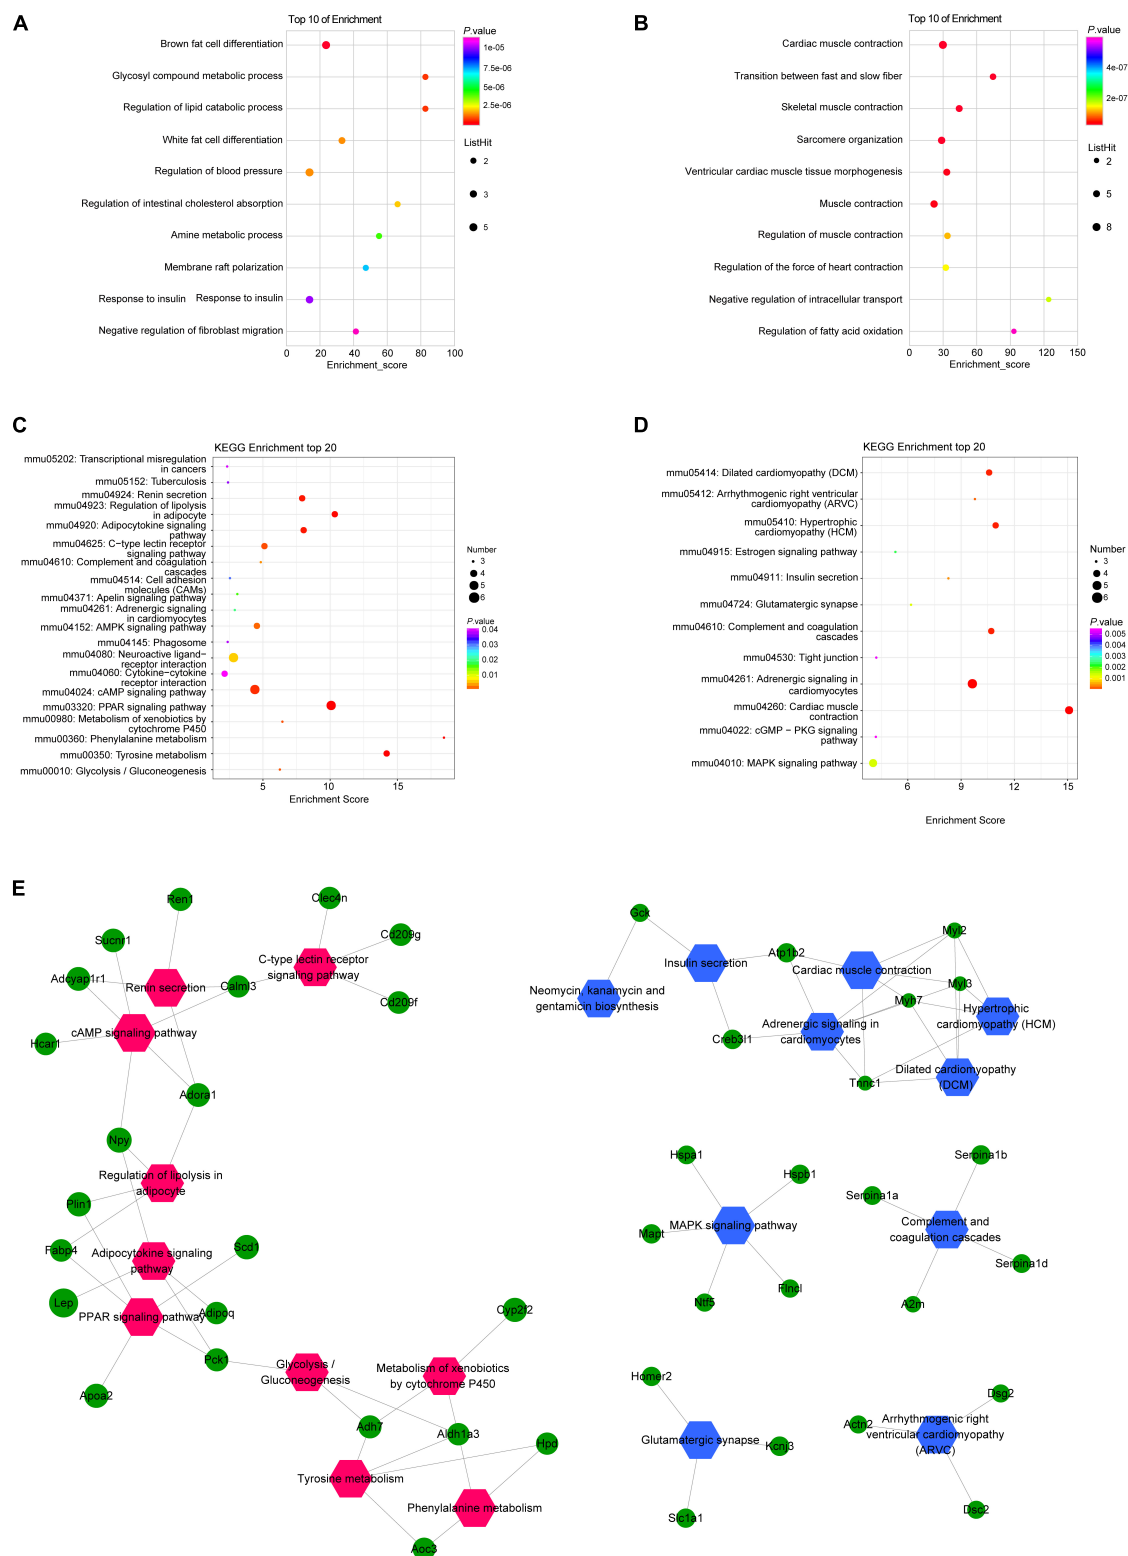 A
Top 10 of Enrichment
Brown fat cell differentiation
Glycosyl compound metabolic process
Regulation of lipid catabolic process
White fat cell differentiation
Regulation of blood pressure
Regulation of intestinal cholesterol absorption
Amine metabolic process
Membrane raft polarization
Response to insulin Response to insulin
Negative regulation of fibroblast migration
0 20 40 60 80 100
Enrichment_score
P.value
1e-05
7.5e-06
5e-06
2.5e-06
ListHit
2
3
5
B
Top 10 of Enrichment
Cardiac muscle contraction
Transition between fast and slow fiber
Skeletal muscle contraction
Sarcomere organization
Ventricular cardiac muscle tissue morphogenesis
Muscle contraction
Regulation of muscle contraction
Regulation of the force of heart contraction
Negative regulation of intracellular transport
Regulation of fatty acid oxidation
0 30 60 90 120 150
Enrichment_score
P.value
4e-07
2e-07
ListHit
2
5
8
C
KEGG Enrichment top 20
mmu05202: Transcriptional misregulation
in cancers
mmu05152: Tuberculosis
mmu04924: Renin secretion
mmu04923: Regulation of lipolysis
in adipocyte
mmu04920: Adipocytokine signaling
pathway
mmu04625: C-type lectin receptor
signaling pathway
mmu04610: Complement and coagulation
cascades
mmu04514: Cell adhesion
molecules (CAMs)
mmu04371: Apelin signaling pathway
mmu04261: Adrenergic signaling
in cardiomyocytes
mmu04152: AMPK signaling pathway
mmu04145: Phagosome
mmu04080: Neuroactive ligand-
receptor interaction
mmu04060: Cytokine-cytokine
receptor interaction
mmu04024: cAMP signaling pathway
mmu03320: PPAR signaling pathway
mmu00980: Metabolism of xenobiotics by
cytochrome P450
mmu00360: Phenylalanine metabolism
mmu00350: Tyrosine metabolism
mmu00010: Glycolysis / Gluconeogenesis
5 10 15
Enrichment Score
Number
3
4
5
6
P.value
0.04
0.03
0.02
0.01
D
KEGG Enrichment top 20
mmu05414: Dilated cardiomyopathy (DCM)
mmu05412: Arrhythmogenic right ventricular
cardiomyopathy (ARVC)
mmu05410: Hypertrophic
cardiomyopathy (HCM)
mmu04915: Estrogen signaling pathway
mmu04911: Insulin secretion
mmu04724: Glutamatergic synapse
mmu04610: Complement and coagulation
cascades
mmu04530: Tight junction
mmu04261: Adrenergic signaling in
cardiomyocytes
mmu04260: Cardiac muscle
contraction
mmu04022: cGMP − PKG signaling
pathway
mmu04010: MAPK signaling pathway
6 9 12 15
Enrichment Score
Number
3
4
5
6
P.value
0.005
0.004
0.003
0.002
0.001
E
Ren1
Clec4n
Sucnr1
Cd209g
C-type lectin receptor
signaling pathway
Adcyap1r1
Renin secretion
Calml3
Cd209f
cAMP signaling pathway
Hcar1
Adora1
Npy
Regulation of lipolysis in
adipocyte
Plin1
Fabp4
Adipocytokine signaling
pathway
Scd1
Lep
PPAR signaling pathway
Adipoq
Cyp2f2
Pck1
Glycolysis /
Gluconeogenesis
Metabolism of xenobiotics
by cytochrome P450
Apoa2
Adh7
Aldh1a3
Hpd
Tyrosine metabolism
Phenylalanine metabolism
Aoc3
Gck
Myl2
Atp1b2
Insulin secretion
Cardiac muscle contraction
Neomycin, kanamycin and
gentamicin biosynthesis
Myl3
Myh7
Hypertrophic
cardiomyopathy (HCM)
Adrenergic signaling in
cardiomyocytes
Creb3l1
Dilated cardiomyopathy
(DCM)
Tnnc1
Hspa1
Hspb1
MAPK signaling pathway
Mapt
Ntf5
Flncl
Serpina1b
Serpina1a
Complement and
coagulation cascades
Serpina1d
A2m
Homer2
Glutamatergic synapse
Kcnj3
Slc1a1
Dsg2
Actn2
Arrhythmogenic right
ventricular cardiomyopathy
(ARVC)
Dsc2